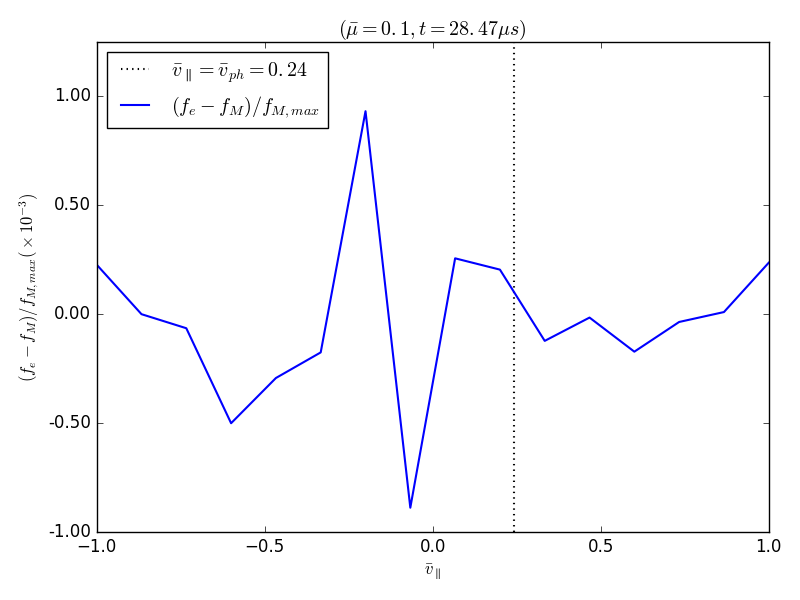 (μ̄ = 0.1, t = 28.47μs)
v̄∥ = v̄ph = 0.24
(fe − fM)/fM,max
1.00
0.50
0.00
-0.50
-1.00
(fe − fM)/fM,max(×10⁻³)
−1.0
−0.5
0.0
0.5
1.0
v̄∥